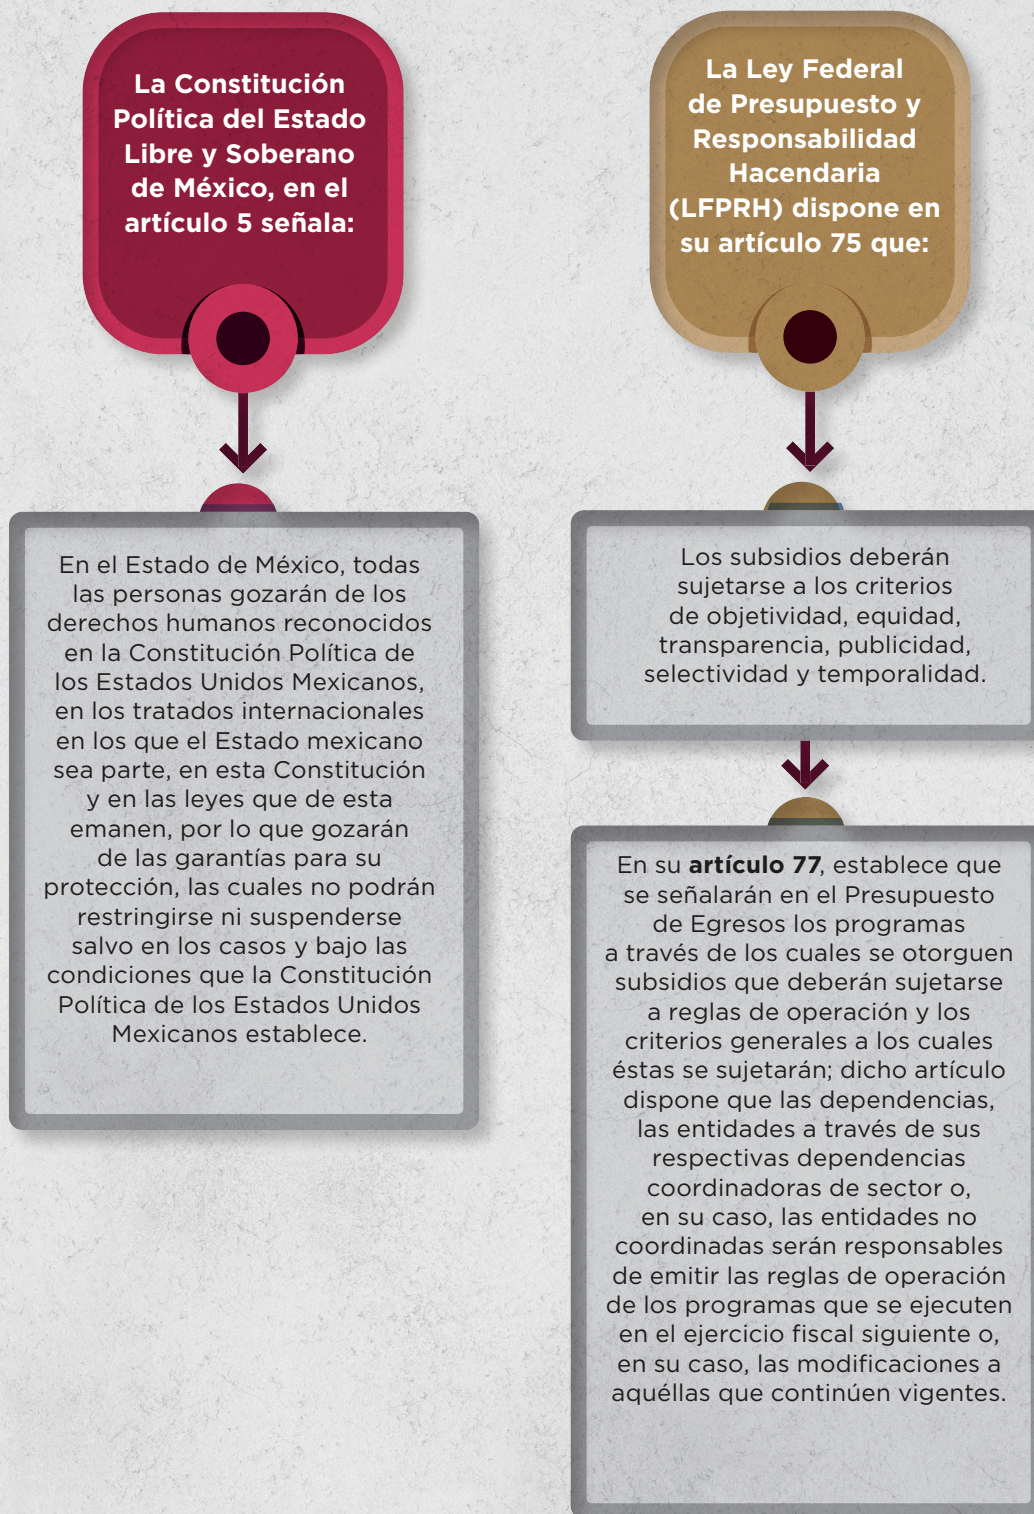 La Constitución
Política del Estado
Libre y Soberano
de México, en el
artículo 5 señala:
En el Estado de México, todas
las personas gozarán de los
derechos humanos reconocidos
en la Constitución Política de
los Estados Unidos Mexicanos,
en los tratados internacionales
en los que el Estado mexicano
sea parte, en esta Constitución
y en las leyes que de esta
emanen, por lo que gozarán
de las garantías para su
protección, las cuales no podrán
restringirse ni suspenderse
salvo en los casos y bajo las
condiciones que la Constitución
Política de los Estados Unidos
Mexicanos establece.
La Ley Federal
de Presupuesto y
Responsabilidad
Hacendaria
(LFPRH) dispone en
su artículo 75 que:
Los subsidios deberán
sujetarse a los criterios
de objetividad, equidad,
transparencia, publicidad,
selectividad y temporalidad.
En su artículo 77, establece que
se señalarán en el Presupuesto
de Egresos los programas
a través de los cuales se otorguen
subsidios que deberán sujetarse
a reglas de operación y los
criterios generales a los cuales
éstas se sujetarán; dicho artículo
dispone que las dependencias,
las entidades a través de sus
respectivas dependencias
coordinadoras de sector o,
en su caso, las entidades no
coordinadas serán responsables
de emitir las reglas de operación
de los programas que se ejecuten
en el ejercicio fiscal siguiente o,
en su caso, las modificaciones a
aquéllas que continúen vigentes.